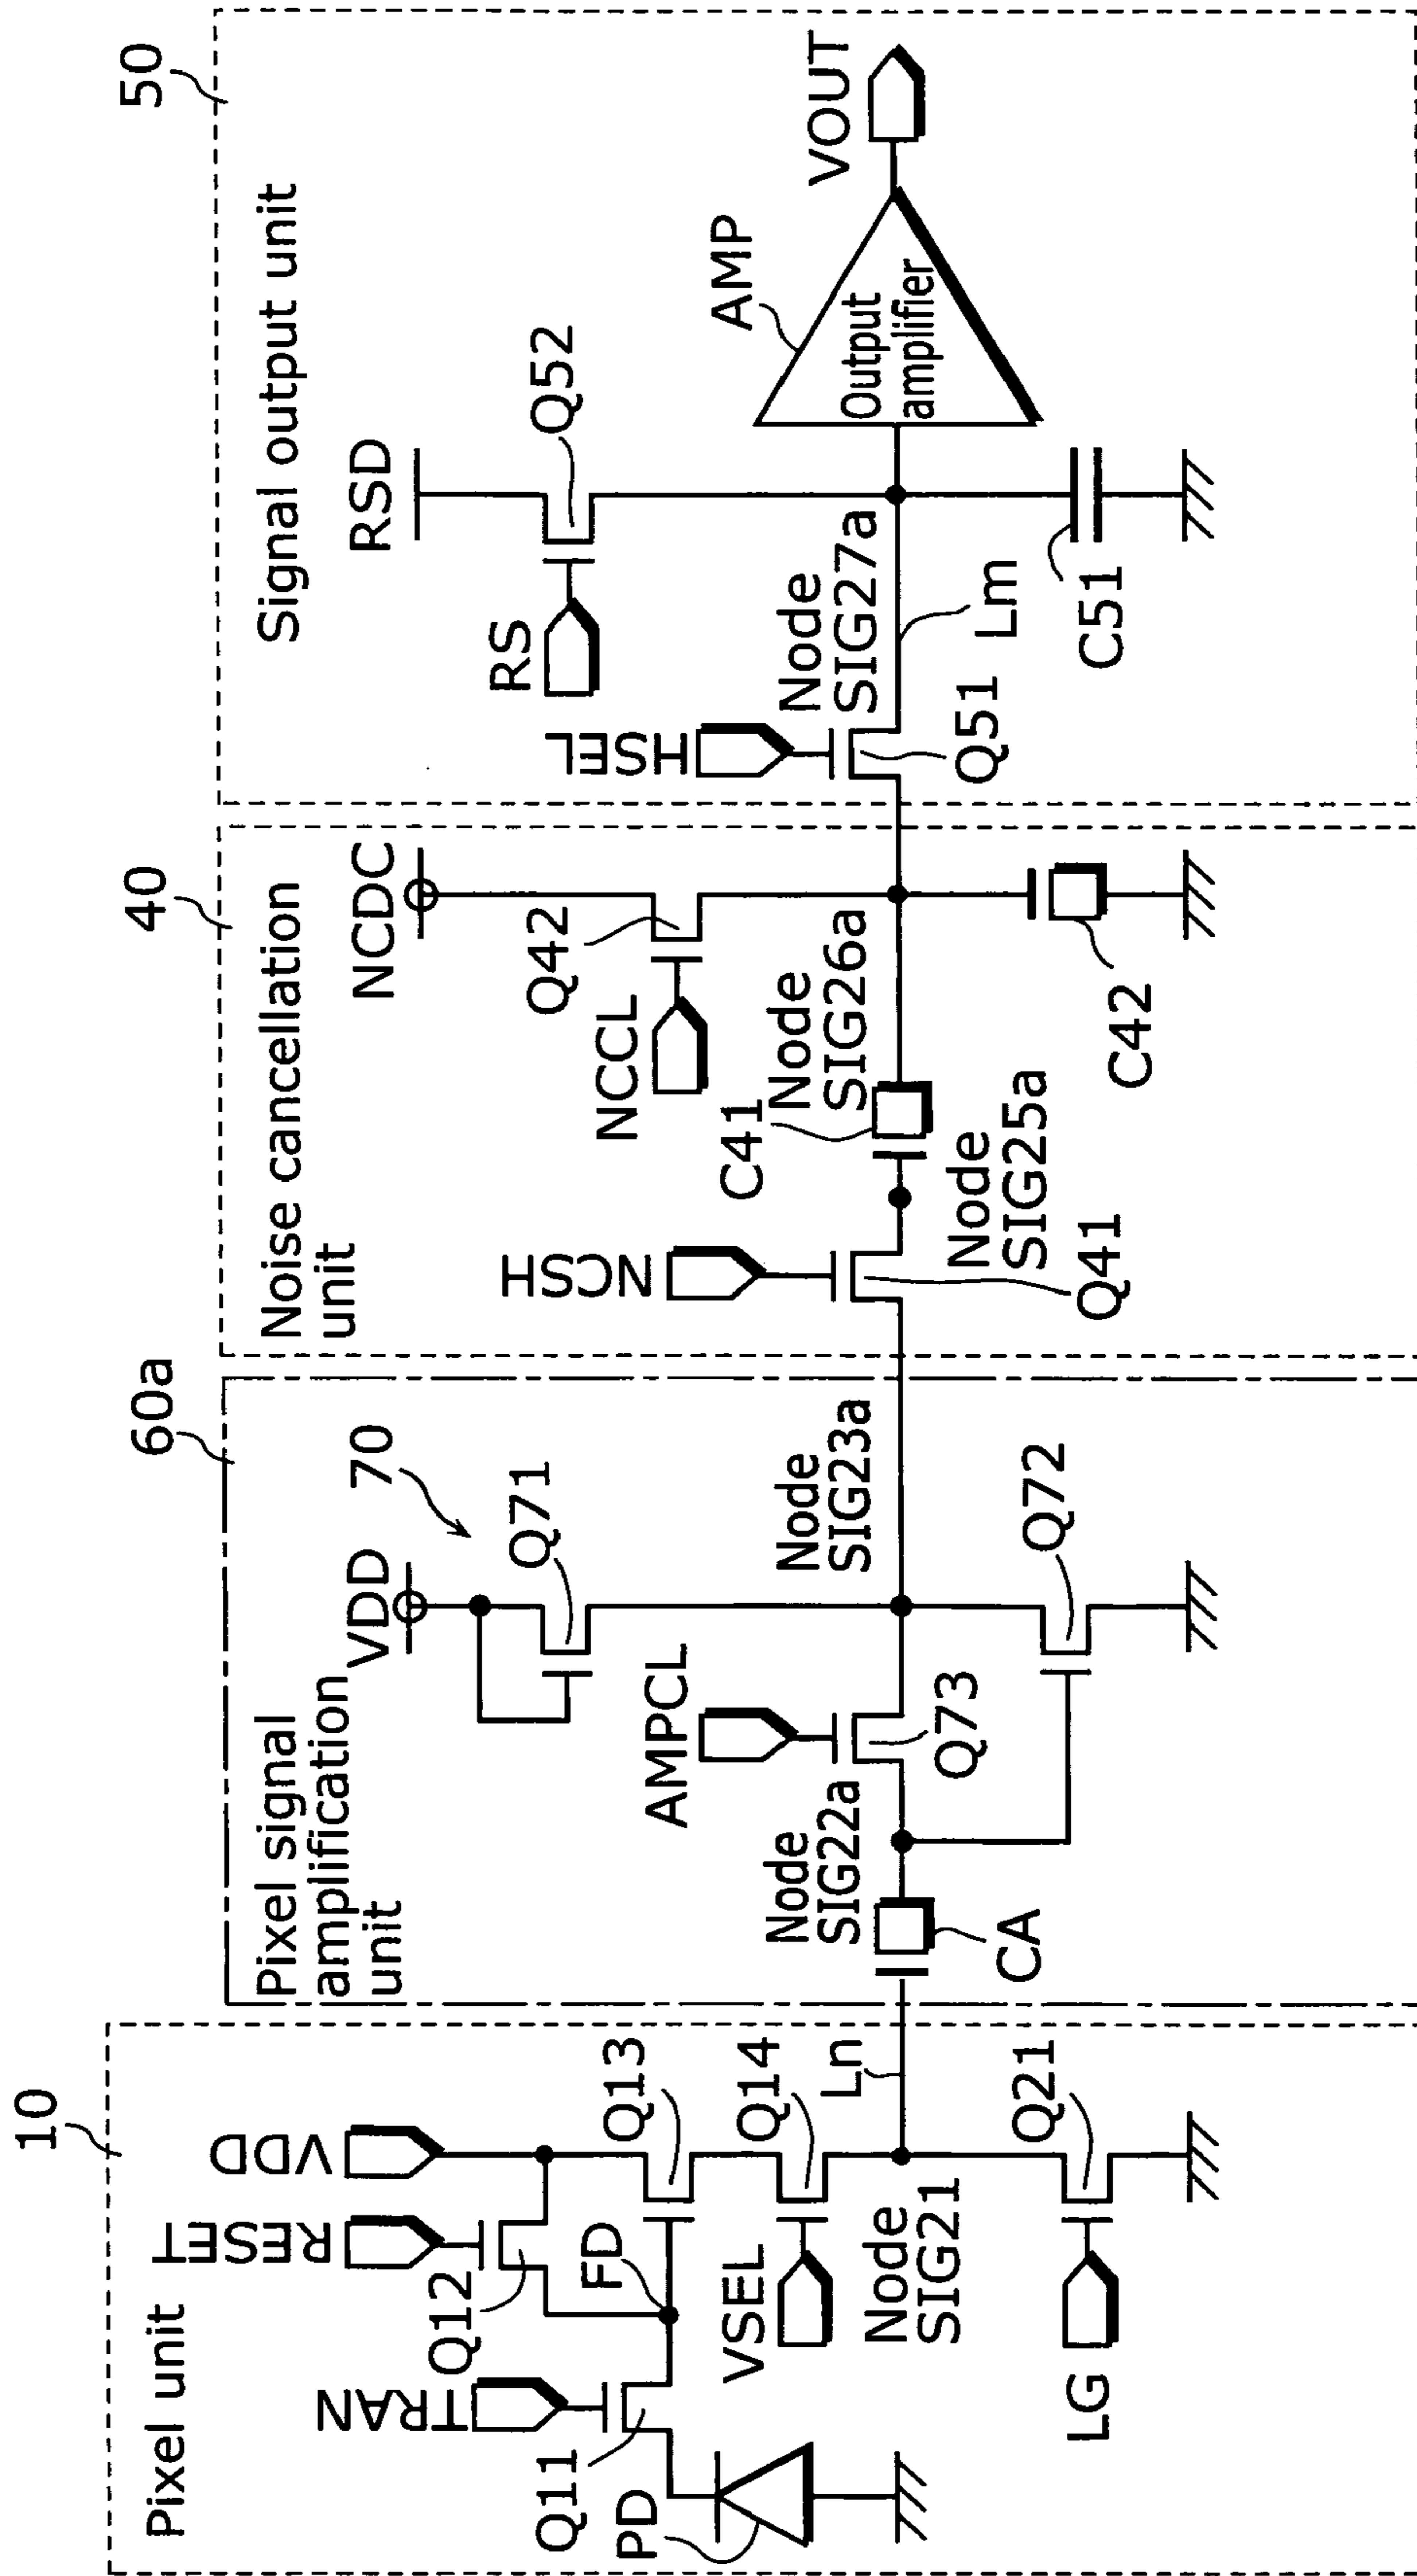 10
Pixel unit
VDD
RESET
TRAN
Q12
Q11
PD
FD
Q13
VSEL
Q14
Node
SIG21
Ln
LG
Q21
60a
Pixel signal
amplification
unit
VDD
70
Q71
AMPCL
Node
SIG22a
CA
Q73
Node
SIG23a
Q72
40
Noise cancellation
unit
NCDC
Q42
NCCL
NCSH
Q41
Node
SIG25a
C41
Node
SIG26a
C42
50
Signal output unit
RSD
RS
Q52
HSEL
Q51
Node
SIG27a
Lm
C51
AMP
Output
amplifier
VOUT